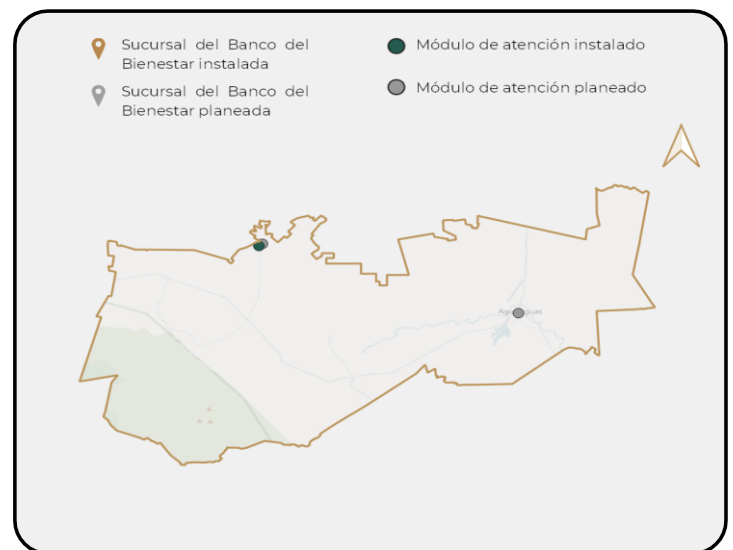 Sucursal del Banco del
Bienestar instalada
Sucursal del Banco del
Bienestar planeada
Módulo de atención instalado
Módulo de atención planeado